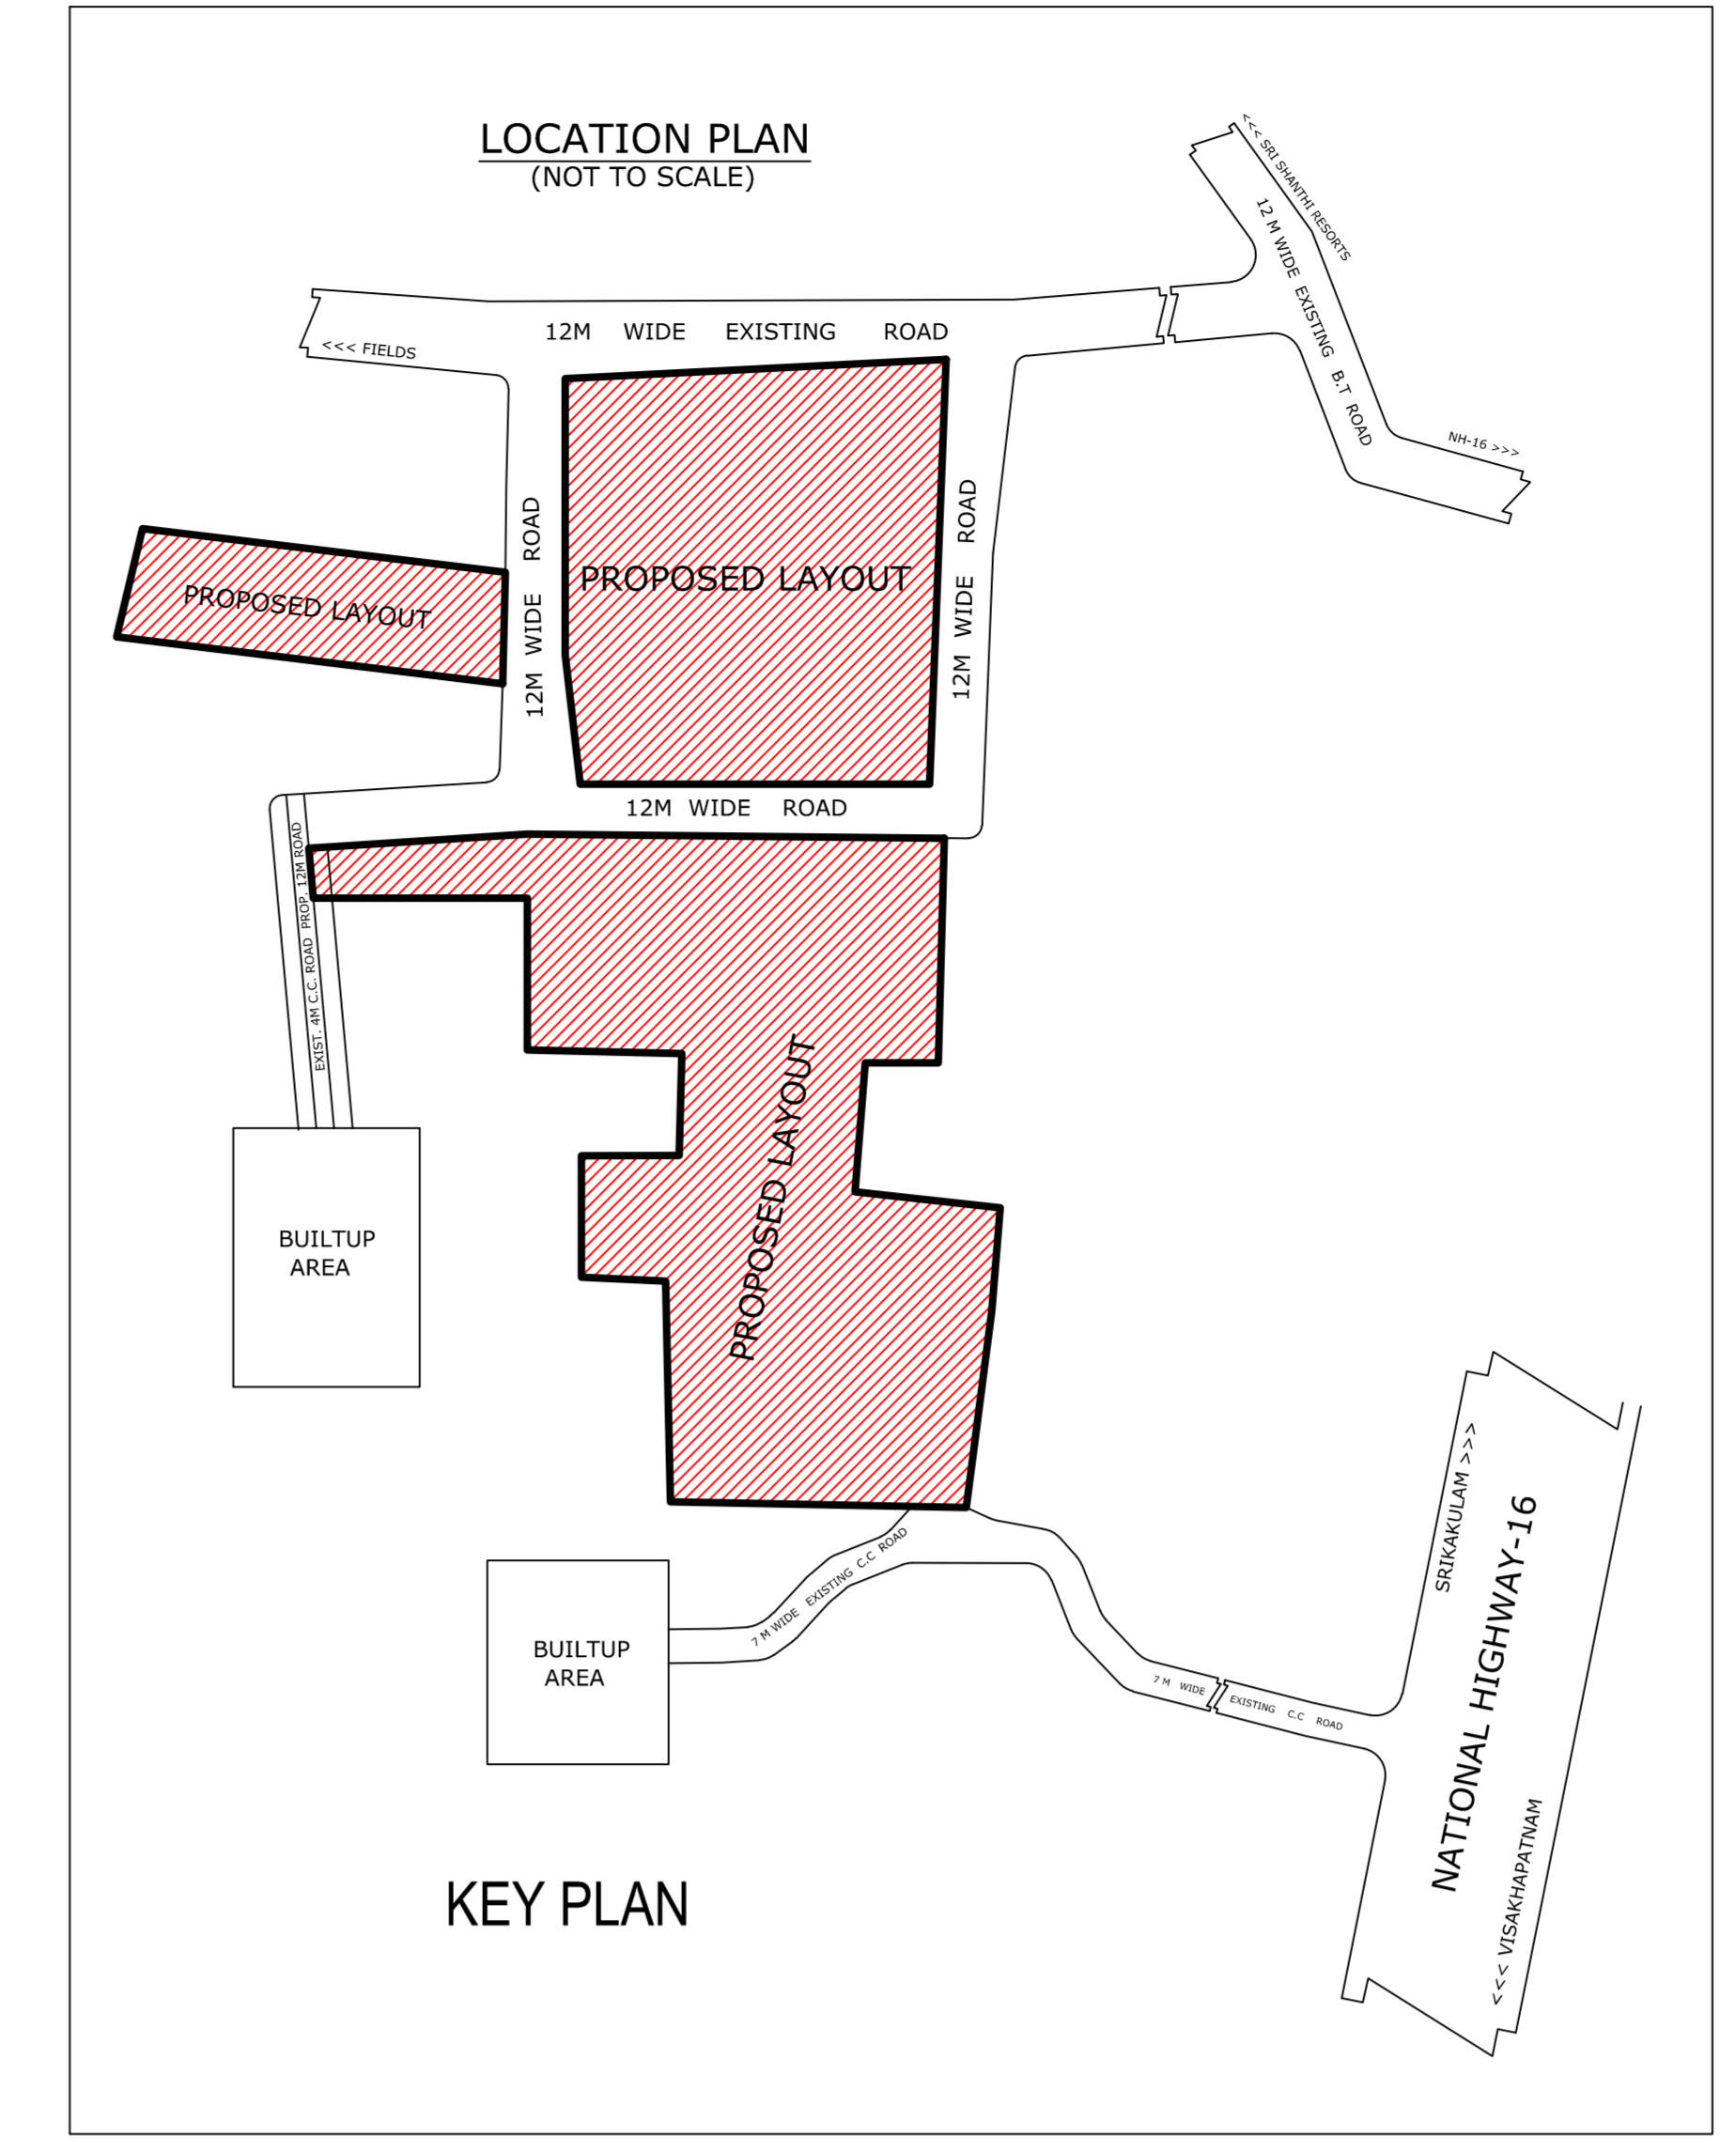 LOCATION PLAN
(NOT TO SCALE)
<<< SRI SHANTHI RESORTS
12 M WIDE EXISTING B.T ROAD
NH-16 >>>
12M WIDE EXISTING ROAD
<<< FIELDS
12M WIDE ROAD
12M WIDE ROAD
PROPOSED LAYOUT
PROPOSED LAYOUT
12M WIDE ROAD
EXIST. 4M C.C. ROAD PROP. 12M ROAD
PROPOSED LAYOUT
BUILTUP
AREA
BUILTUP
AREA
7 M WIDE EXISTING C.C ROAD
7 M WIDE EXISTING C.C ROAD
SRIKAKULAM >>>
NATIONAL HIGHWAY-16
<<< VISAKHAPATNAM
KEY PLAN